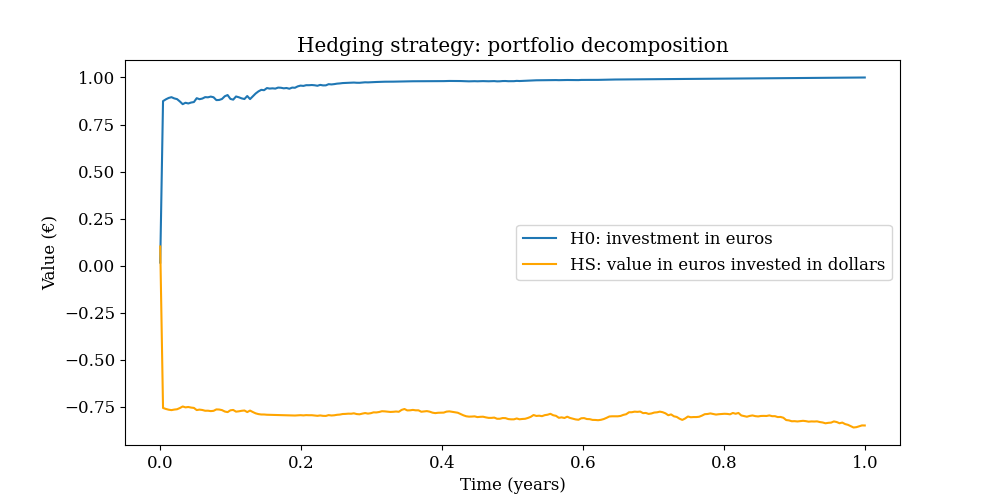 Hedging strategy: portfolio decomposition
Value (€)
1.00
0.75
0.50
0.25
0.00
−0.25
−0.50
−0.75
H0: investment in euros
HS: value in euros invested in dollars
0.0 0.2 0.4 0.6 0.8 1.0
Time (years)